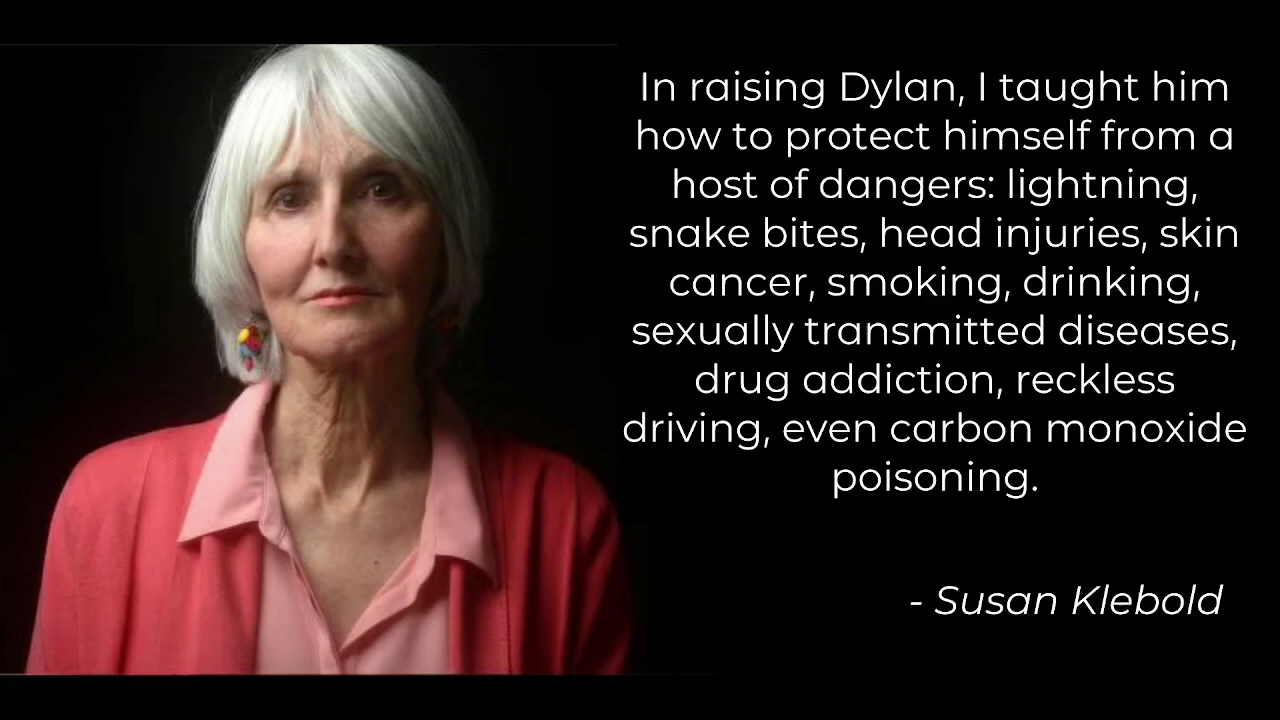 In raising Dylan, I taught him
how to protect himself from a
host of dangers: lightning,
snake bites, head injuries, skin
cancer, smoking, drinking,
sexually transmitted diseases,
drug addiction, reckless
driving, even carbon monoxide
poisoning.
- Susan Klebold